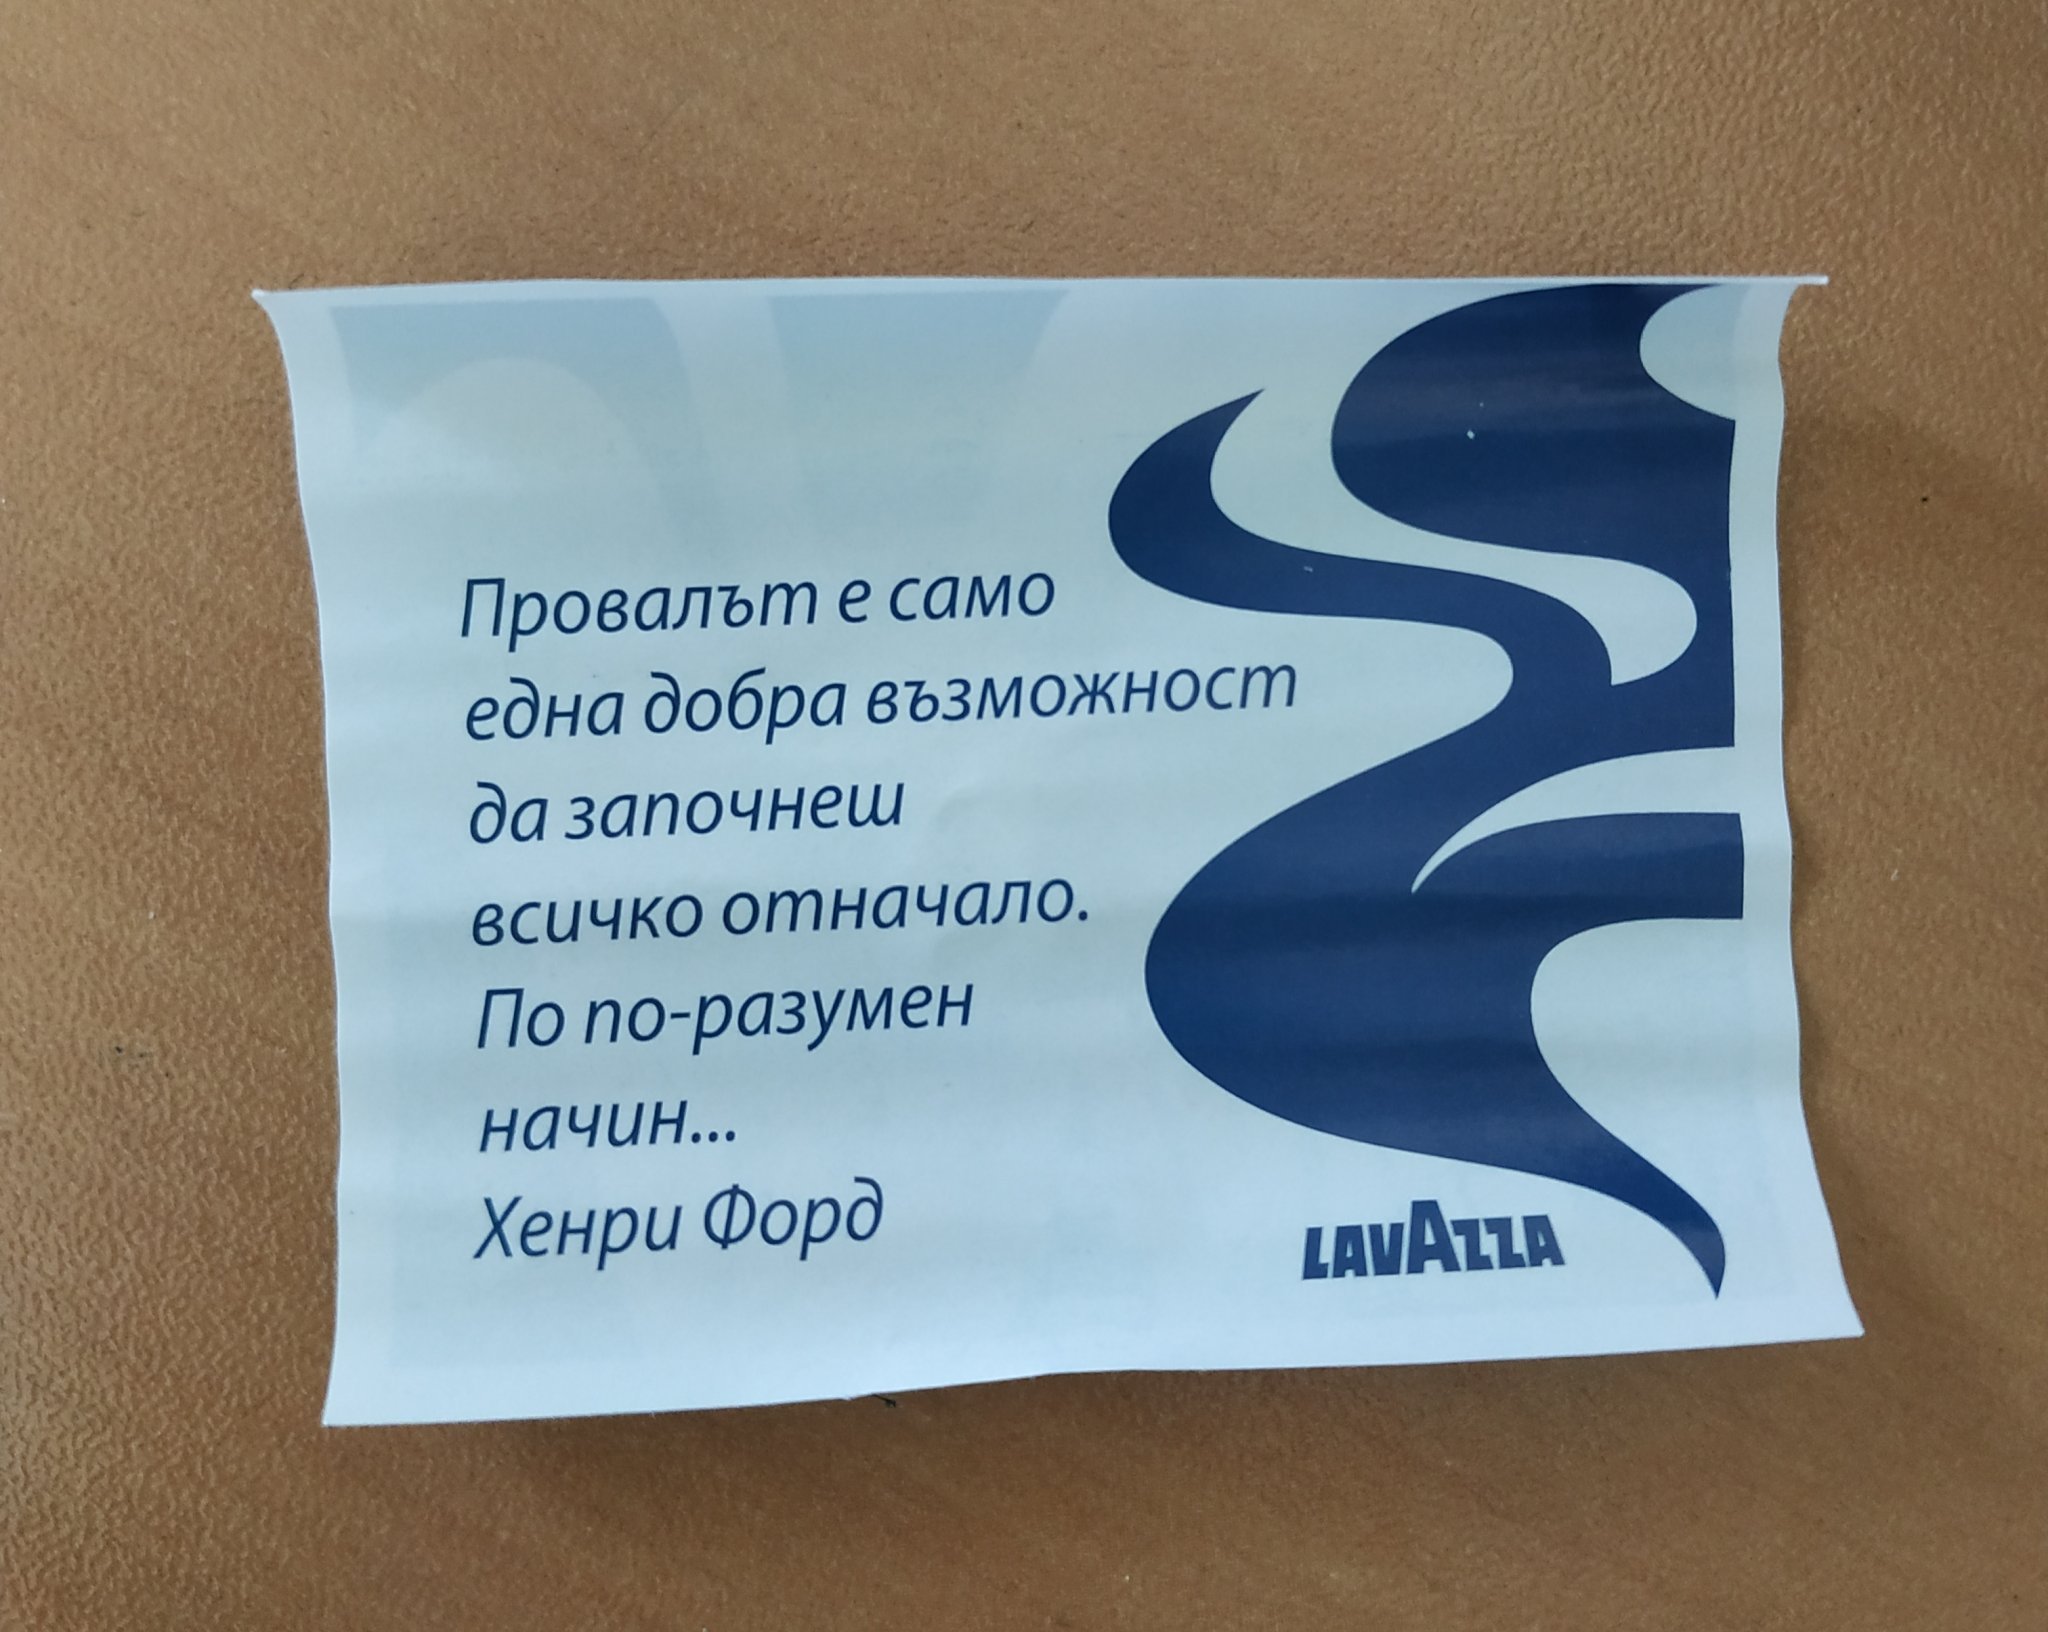 Провалът е само
една добра възможност
да започнеш
всичко отначало.
По по-разумен
начин...
Хенри Форд
LAVAZZA